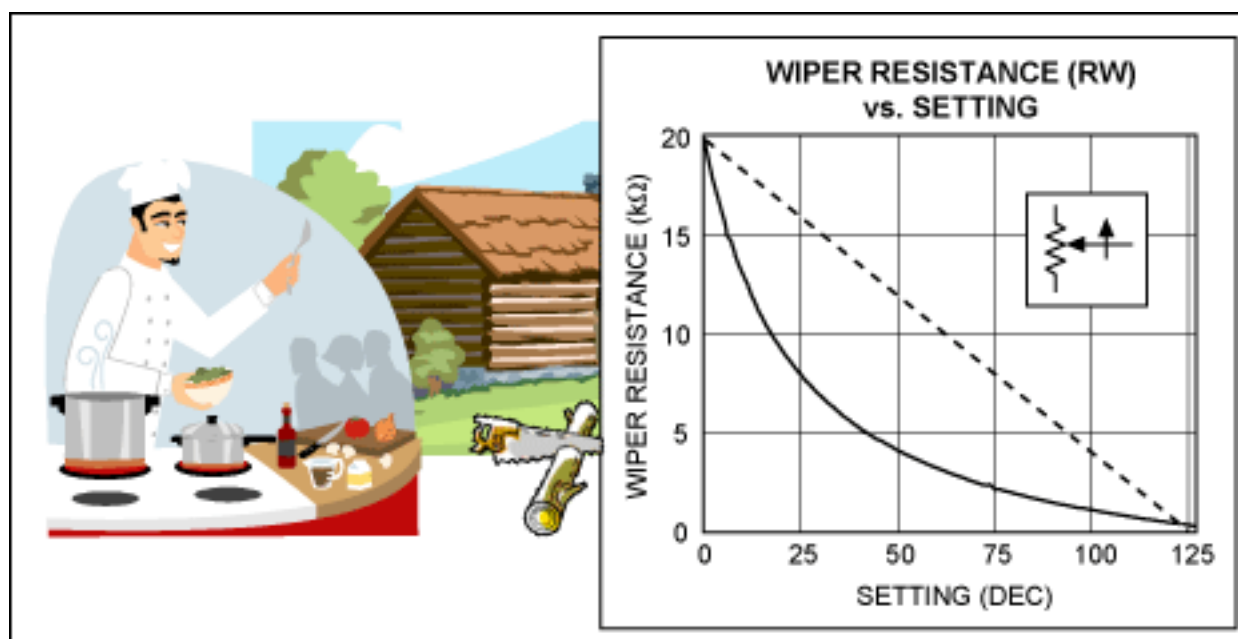 WIPER RESISTANCE (RW)
vs. SETTING
WIPER RESISTANCE (kΩ)
20
15
10
5
0
0 25 50 75 100 125
SETTING (DEC)